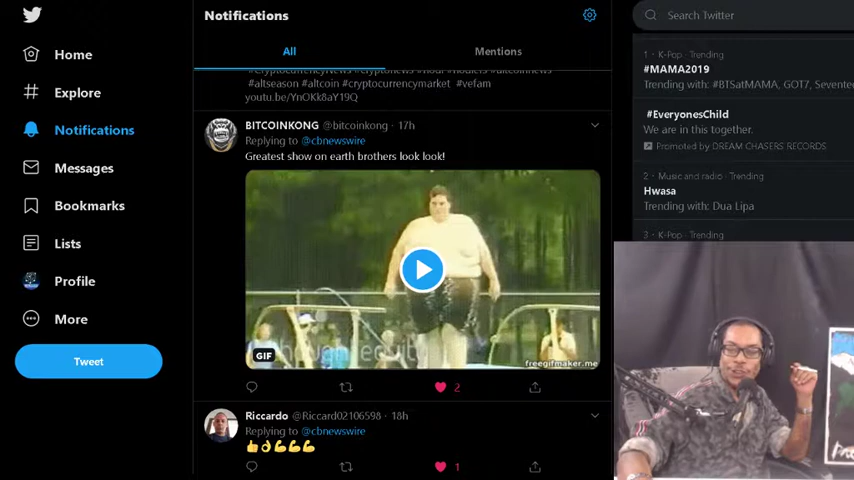 Home
Explore
Notifications
Messages
Bookmarks
Lists
Profile
More
Tweet
Notifications
All
Mentions
#altseason #altcoin #cryptocurrencymarket #vefam
youtu.be/YnOKk8aY19Q
BITCOINKONG @bitcoinkong · 17h
Replying to @cbnewswire
Greatest show on earth brothers look look!
GIF
freegifmaker.me
2
Riccardo @Riccard02106598 · 18h
Replying to @cbnewswire
1
Search Twitter
1 · K-Pop · Trending
#MAMA2019
Trending with: #BTSatMAMA, GOT7,
#EveryonesChild
We are in this together.
Promoted by DREAM CHASERS RECORDS
2 · Music and radio · Trending
Hwasa
Trending with: Dua Lipa
3 · K-Pop · Trending